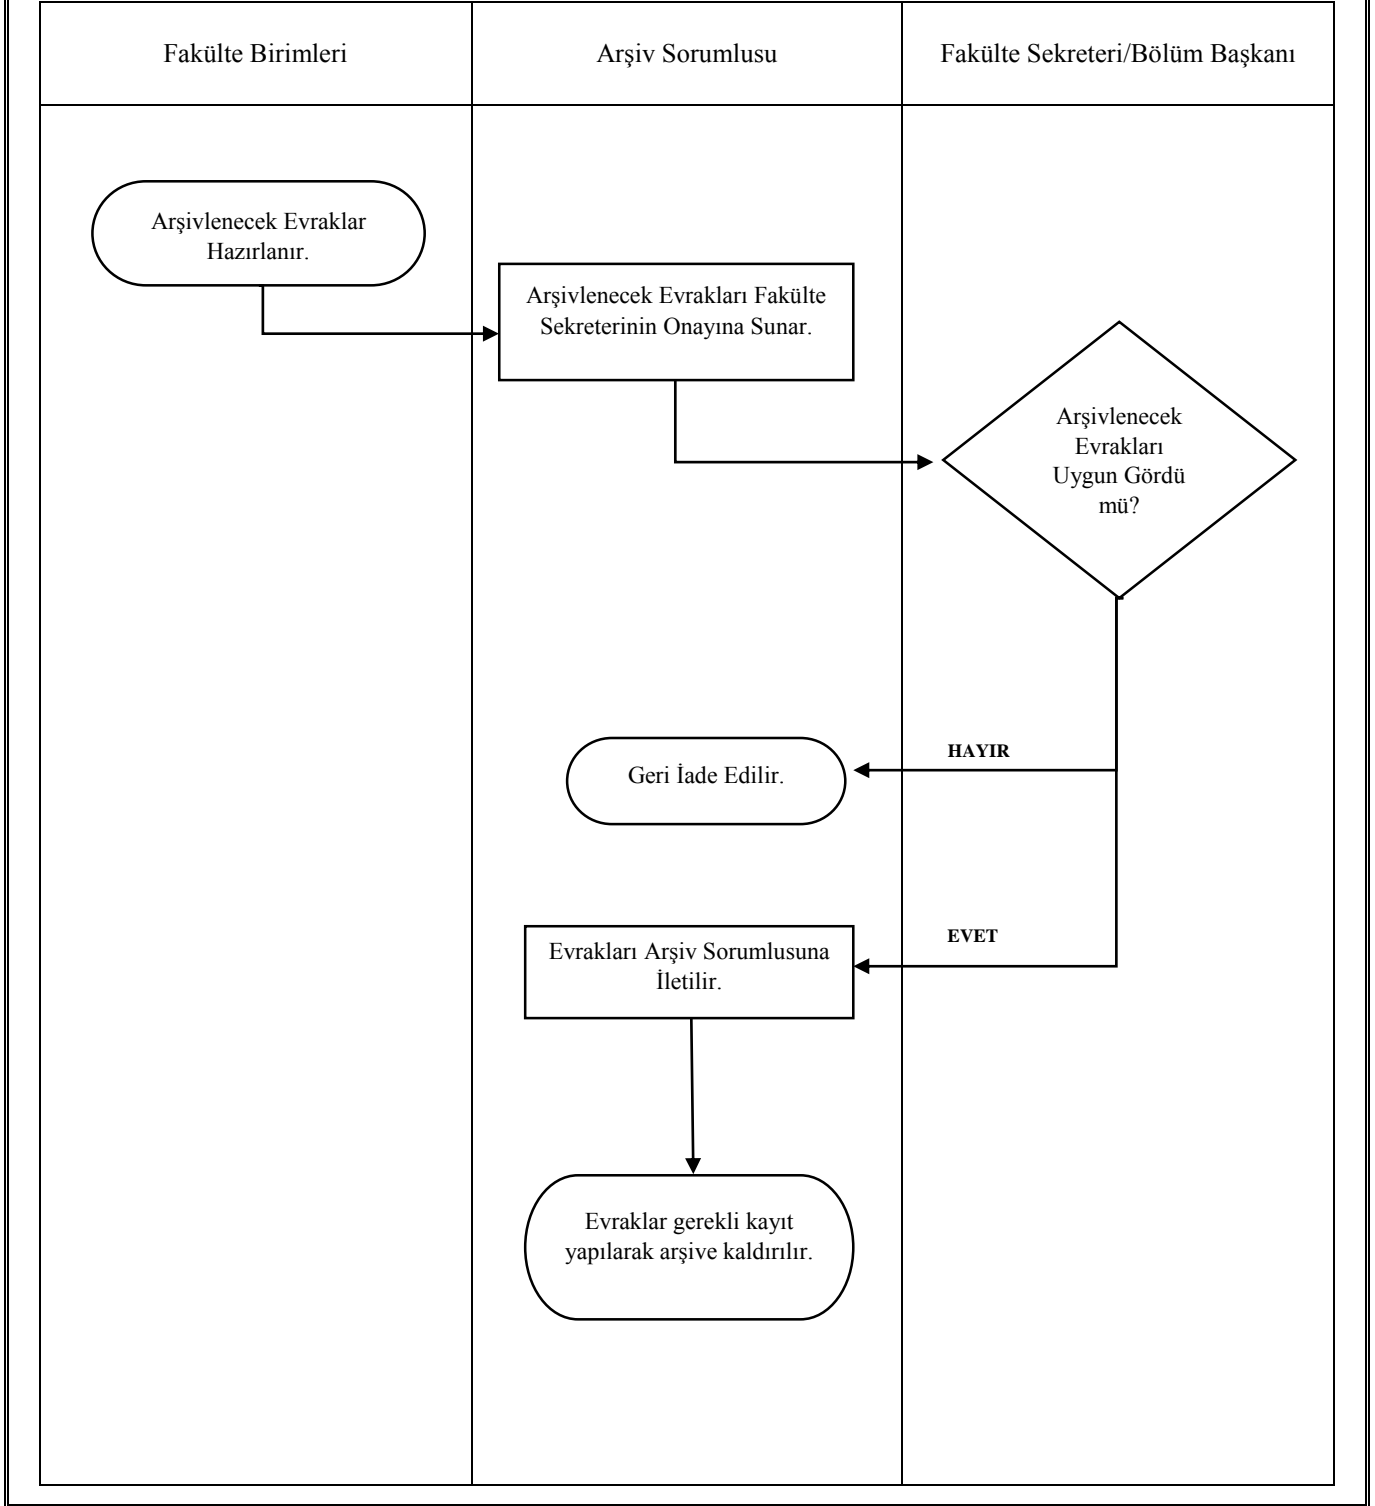 Fakülte Birimleri
Arşiv Sorumlusu
Fakülte Sekreteri/Bölüm Başkanı
Arşivlenecek Evraklar
Hazırlanır.
Arşivlenecek Evrakları Fakülte
Sekreterinin Onayına Sunar.
Arşivlenecek
Evrakları
Uygun Gördü
mü?
HAYIR
Geri İade Edilir.
EVET
Evrakları Arşiv Sorumlusuna
İletilir.
Evraklar gerekli kayıt
yapılarak arşive kaldırılır.